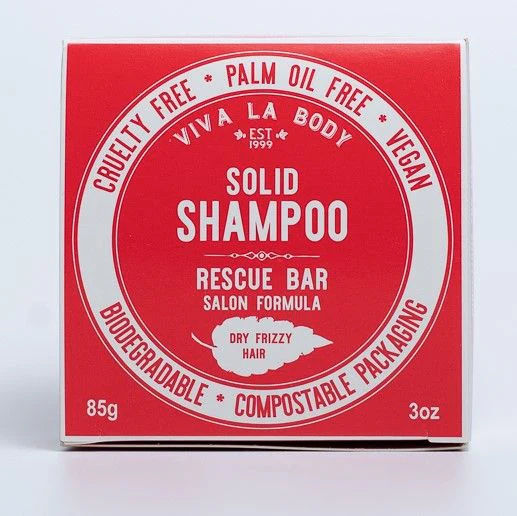 CRUELTY FREE * PALM OIL FREE * VEGAN
VIVA LA BODY
EST
1999
SOLID
SHAMPOO
RESCUE BAR
SALON FORMULA
DRY FRIZZY
HAIR
BIODEGRADABLE * COMPOSTABLE PACKAGING
85g
3oz